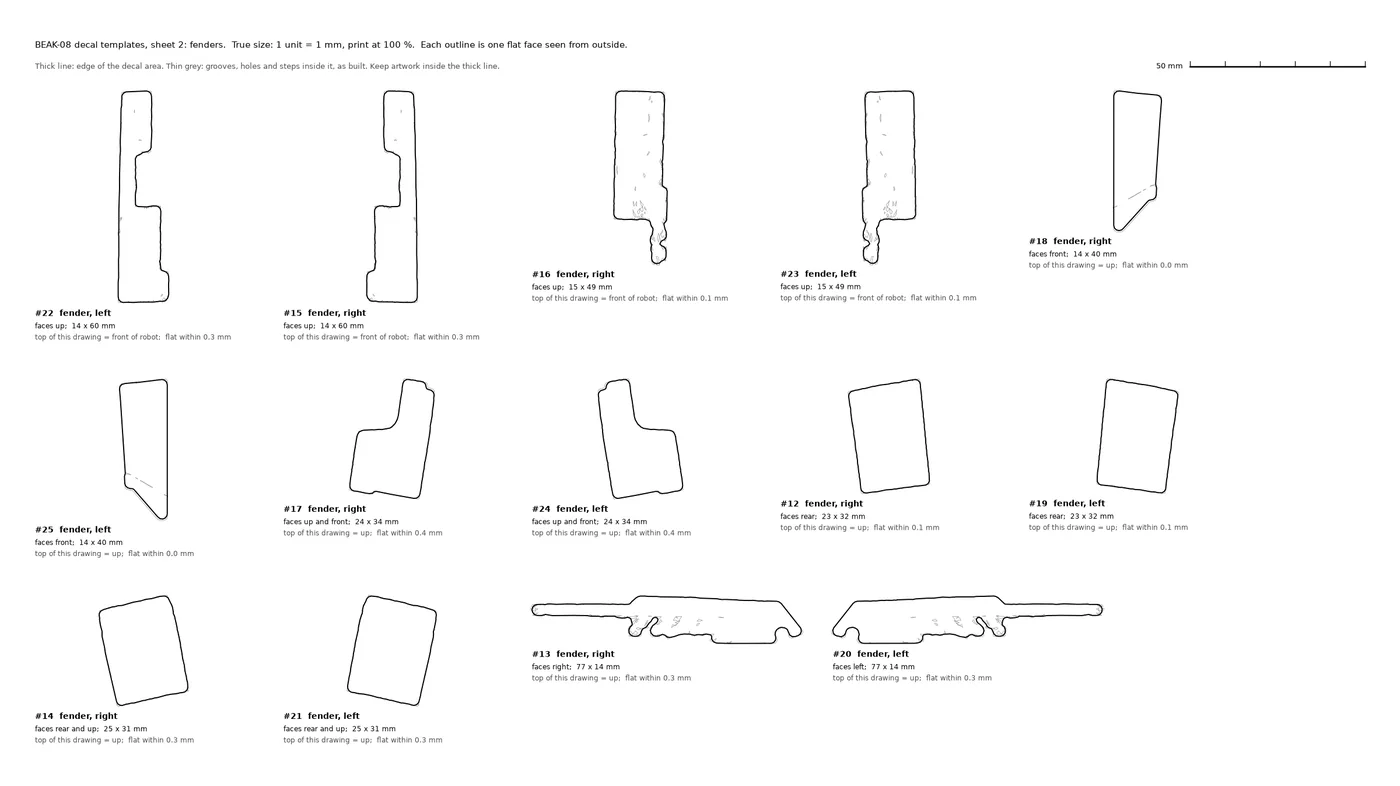 BEAK-08 decal templates, sheet 2: fenders.  True size: 1 unit = 1 mm, print at 100 %.  Each outline is one flat face seen from outside.
Thick line: edge of the decal area. Thin grey: grooves, holes and steps inside it, as built. Keep artwork inside the thick line.
50 mm
#22  fender, left
faces up;  14 x 60 mm
top of this drawing = front of robot;  flat within 0.3 mm
#15  fender, right
faces up;  14 x 60 mm
top of this drawing = front of robot;  flat within 0.3 mm
#16  fender, right
faces up;  15 x 49 mm
top of this drawing = front of robot;  flat within 0.1 mm
#23  fender, left
faces up;  15 x 49 mm
top of this drawing = front of robot;  flat within 0.1 mm
#18  fender, right
faces front;  14 x 40 mm
top of this drawing = up;  flat within 0.0 mm
#25  fender, left
faces front;  14 x 40 mm
top of this drawing = up;  flat within 0.0 mm
#17  fender, right
faces up and front;  24 x 34 mm
top of this drawing = up;  flat within 0.4 mm
#24  fender, left
faces up and front;  24 x 34 mm
top of this drawing = up;  flat within 0.4 mm
#12  fender, right
faces rear;  23 x 32 mm
top of this drawing = up;  flat within 0.1 mm
#19  fender, left
faces rear;  23 x 32 mm
top of this drawing = up;  flat within 0.1 mm
#14  fender, right
faces rear and up;  25 x 31 mm
top of this drawing = up;  flat within 0.3 mm
#21  fender, left
faces rear and up;  25 x 31 mm
top of this drawing = up;  flat within 0.3 mm
#13  fender, right
faces right;  77 x 14 mm
top of this drawing = up;  flat within 0.3 mm
#20  fender, left
faces left;  77 x 14 mm
top of this drawing = up;  flat within 0.3 mm